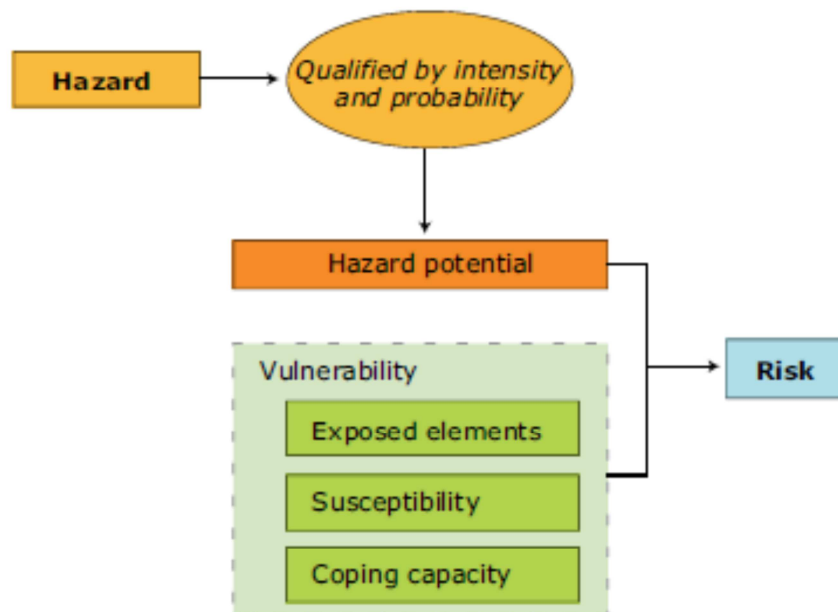 Hazard
Qualified by intensity
and probability
Hazard potential
Vulnerability
Risk
Exposed elements
Susceptibility
Coping capacity